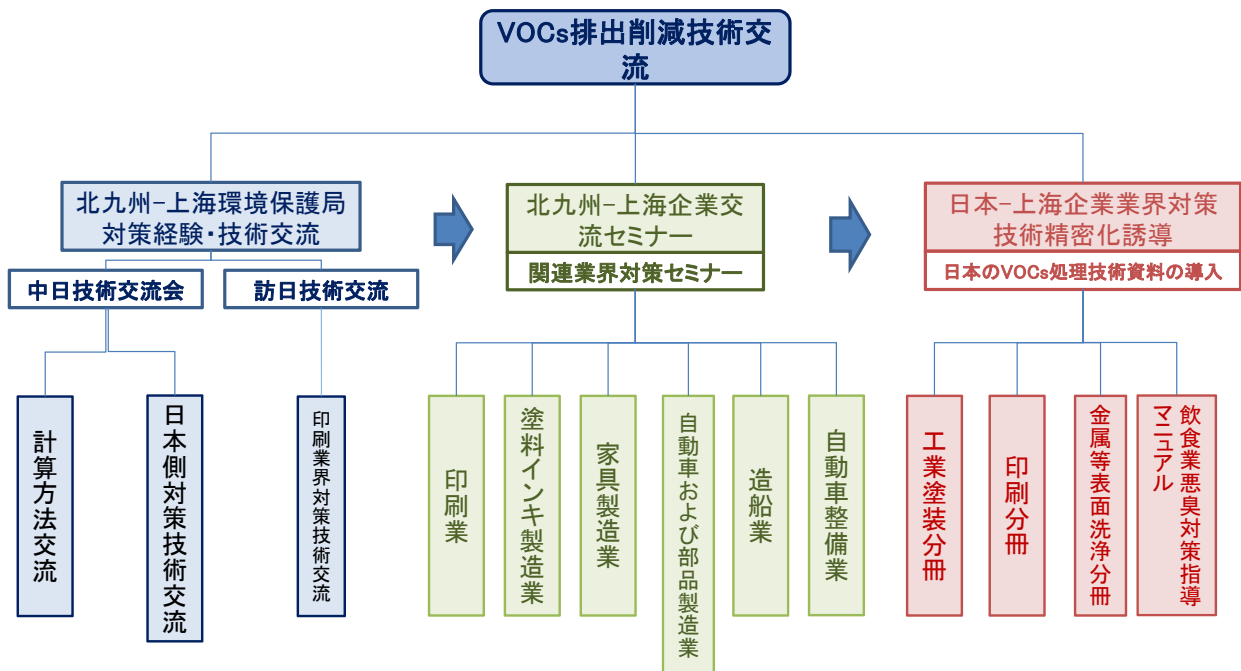 VOCs排出削減技術交
流
北九州-上海環境保護局
対策経験・技術交流
中日技術交流会
訪日技術交流
計算方法交流
日本側対策技術交流
印刷業界対策技術交流
北九州-上海企業交
流セミナー
関連業界対策セミナー
印刷業
塗料インキ製造業
家具製造業
自動車および部品製造業
造船業
自動車整備業
日本-上海企業業界対策
技術精密化誘導
日本のVOCs処理技術資料の導入
工業塗装分冊
印刷分冊
金属等表面洗浄分冊
飲食業悪臭対策指導
マニュアル